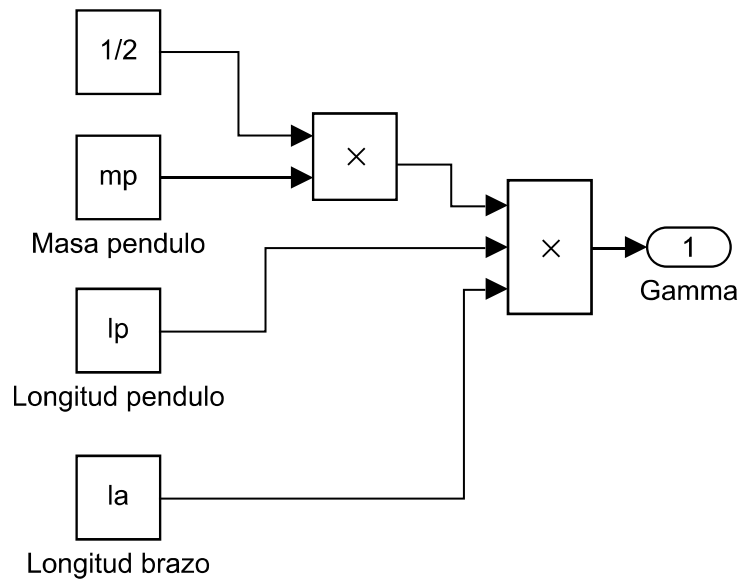 1/2
×
mp
Masa pendulo
×
1
Gamma
lp
Longitud pendulo
la
Longitud brazo